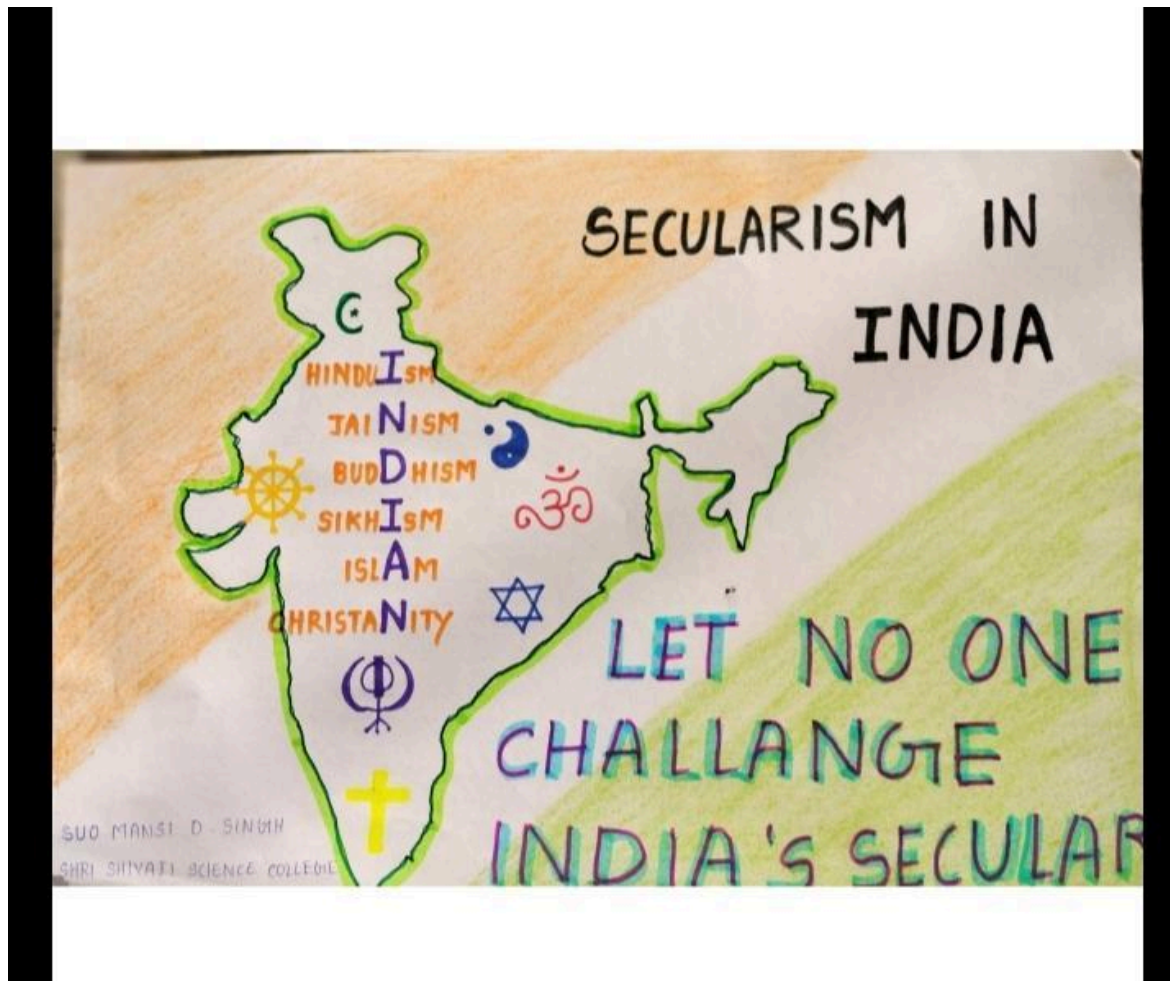 SECULARISM IN
INDIA
HINDUISM
JAINISM
BUDDHISM
SIKHISM
ISLAM
CHRISTANITY
LET NO ONE
CHALLANGE
INDIA'S SECULAR
SUO MANSI D. SINGH
SHRI SHIVAJI SCIENCE COLLEGE